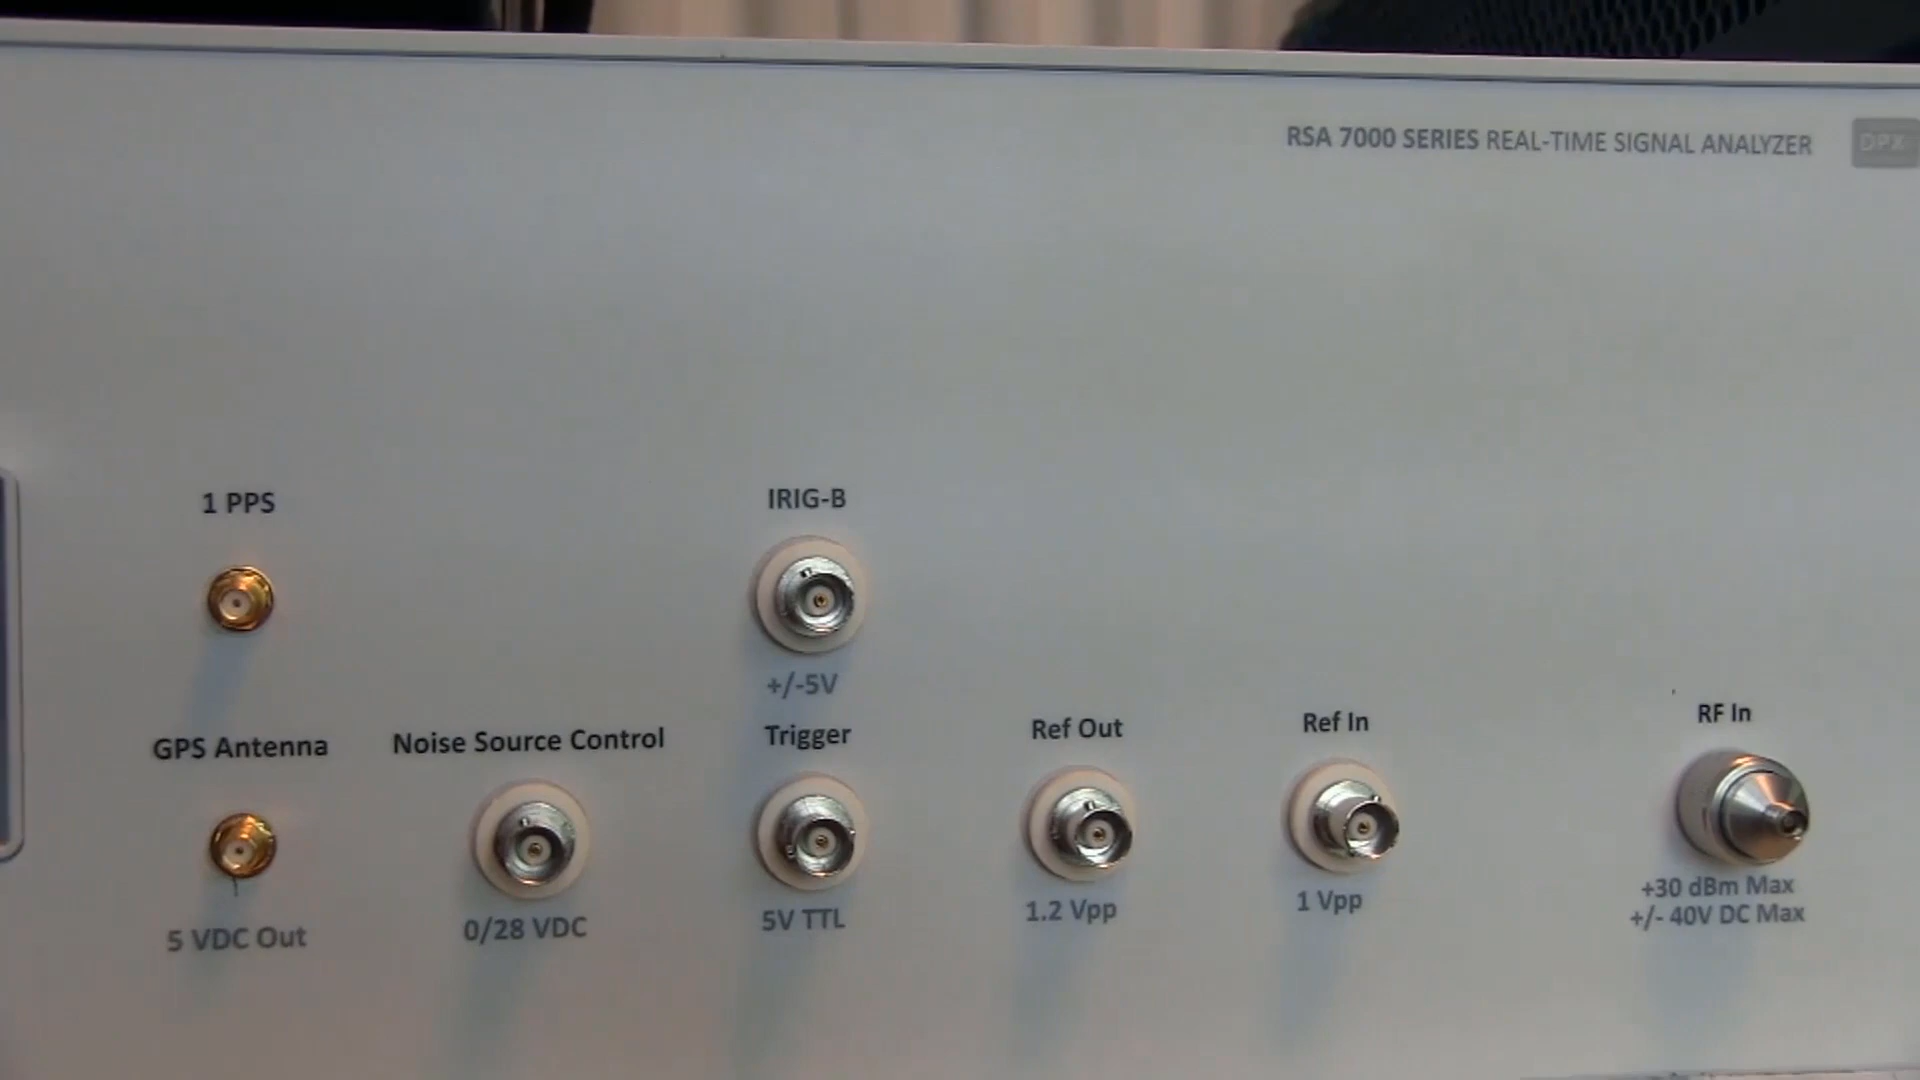 RSA 7000 SERIES REAL-TIME SIGNAL ANALYZER
DPX
1 PPS
IRIG-B
+/-5V
GPS Antenna
Noise Source Control
Trigger
Ref Out
Ref In
RF In
5 VDC Out
0/28 VDC
5V TTL
1.2 Vpp
1 Vpp
+30 dBm Max
+/- 40V DC Max